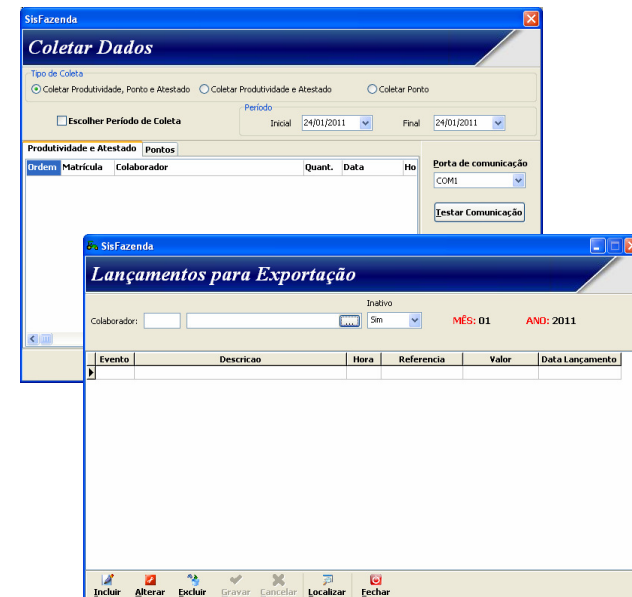 SisFazenda
Coletar Dados
Tipo de Coleta
Coletar Produtividade, Ponto e Atestado Coletar Produtividade e Atestado Coletar Ponto
Escolher Período de Coleta
Período
Inicial 24/01/2011 Final 24/01/2011
Produtividade e Atestado Pontos
Ordem Matrícula Colaborador Quant. Data Ho
Porta de comunicação
COM1
Testar Comunicação
SisFazenda
Lançamentos para Exportação
Inativo
Colaborador: ... Sim MÊS: 01 ANO: 2011
Evento Descricao Hora Referencia Valor Data Lançamento
Incluir Alterar Excluir Gravar Cancelar Localizar Fechar